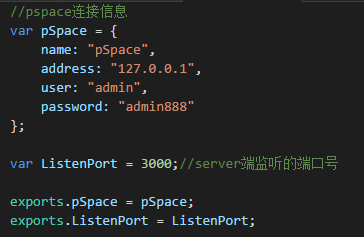 //pspace连接信息
var pSpace = {
    name: "pSpace",
    address: "127.0.0.1",
    user: "admin",
    password: "admin888"
};
var ListenPort = 3000;//server端监听的端口号
exports.pSpace = pSpace;
exports.ListenPort = ListenPort;